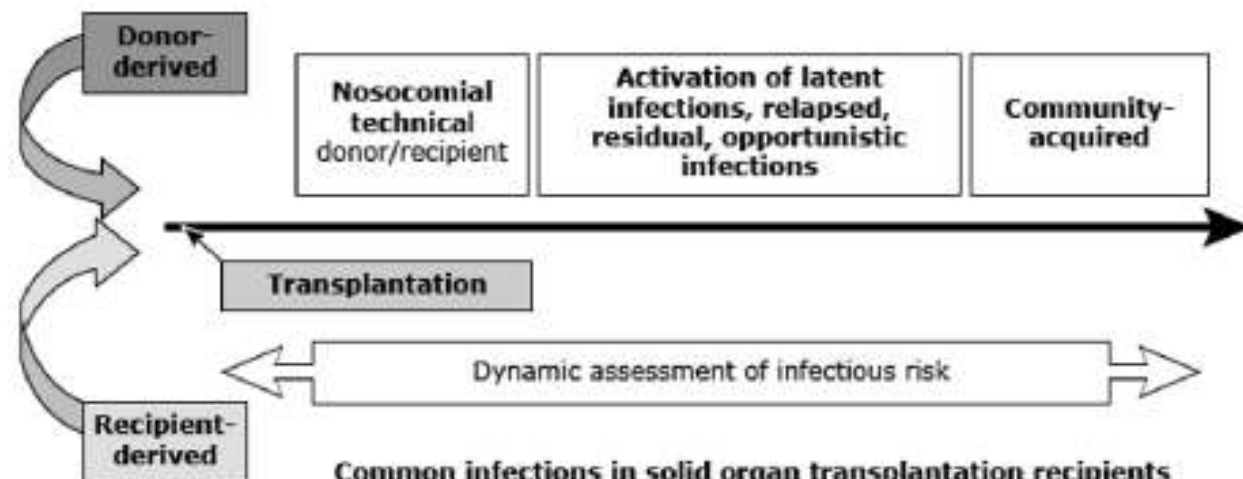 Donor-
derived
Nosocomial
technical
donor/recipient
Activation of latent
infections, relapsed,
residual, opportunistic
infections
Community-
acquired
Transplantation
Dynamic assessment of infectious risk
Recipient-
derived
Common infections in solid organ transplantation recipients